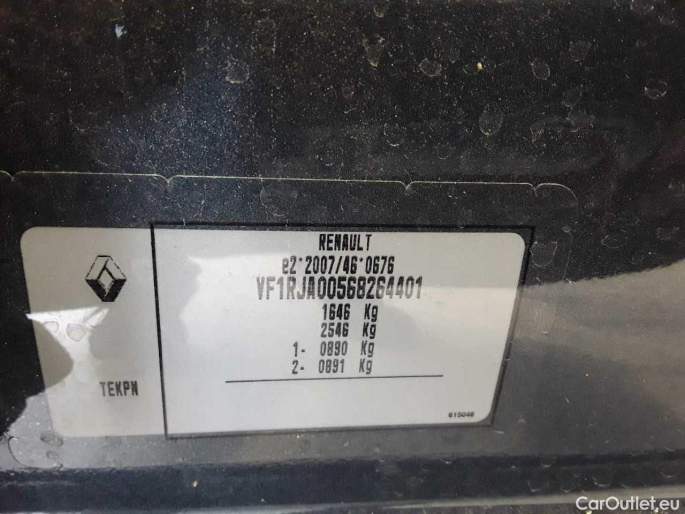 RENAULT
e2*2007/46*0676
VF1RJA00568264401
1646 Kg
2546 Kg
1- 0890 Kg
2- 0891 Kg
TEKPN
615046
CarOutlet.eu